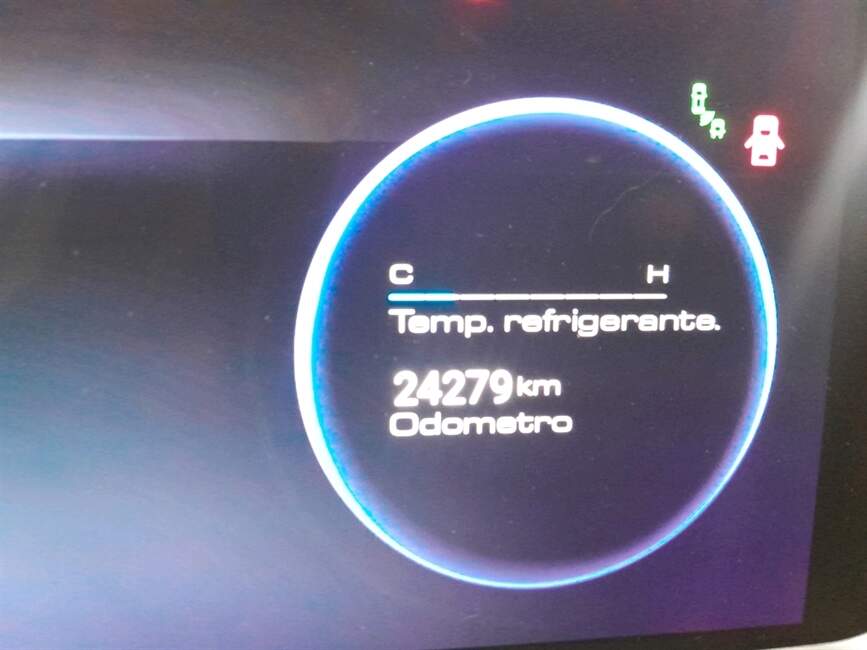 C H
Temp. refrigerante.
24279 km
Odometro